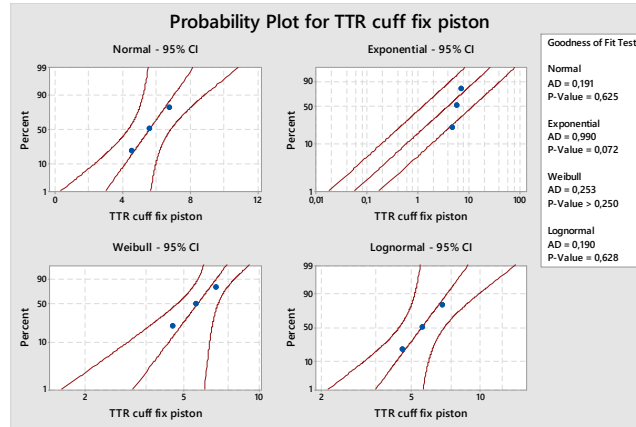 Probability Plot for TTR cuff fix piston
Normal - 95% CI
99
90
50
10
1
Percent
0
4
8
12
TTR cuff fix piston
Exponential - 95% CI
90
50
10
1
Percent
0,01
0,1
1
10
100
TTR cuff fix piston
Weibull - 95% CI
90
50
10
1
Percent
2
5
10
TTR cuff fix piston
Lognormal - 95% CI
99
90
50
10
1
Percent
2
5
10
TTR cuff fix piston
Goodness of Fit Test
Normal
AD = 0,191
P-Value = 0,625
Exponential
AD = 0,990
P-Value = 0,072
Weibull
AD = 0,253
P-Value > 0,250
Lognormal
AD = 0,190
P-Value = 0,628